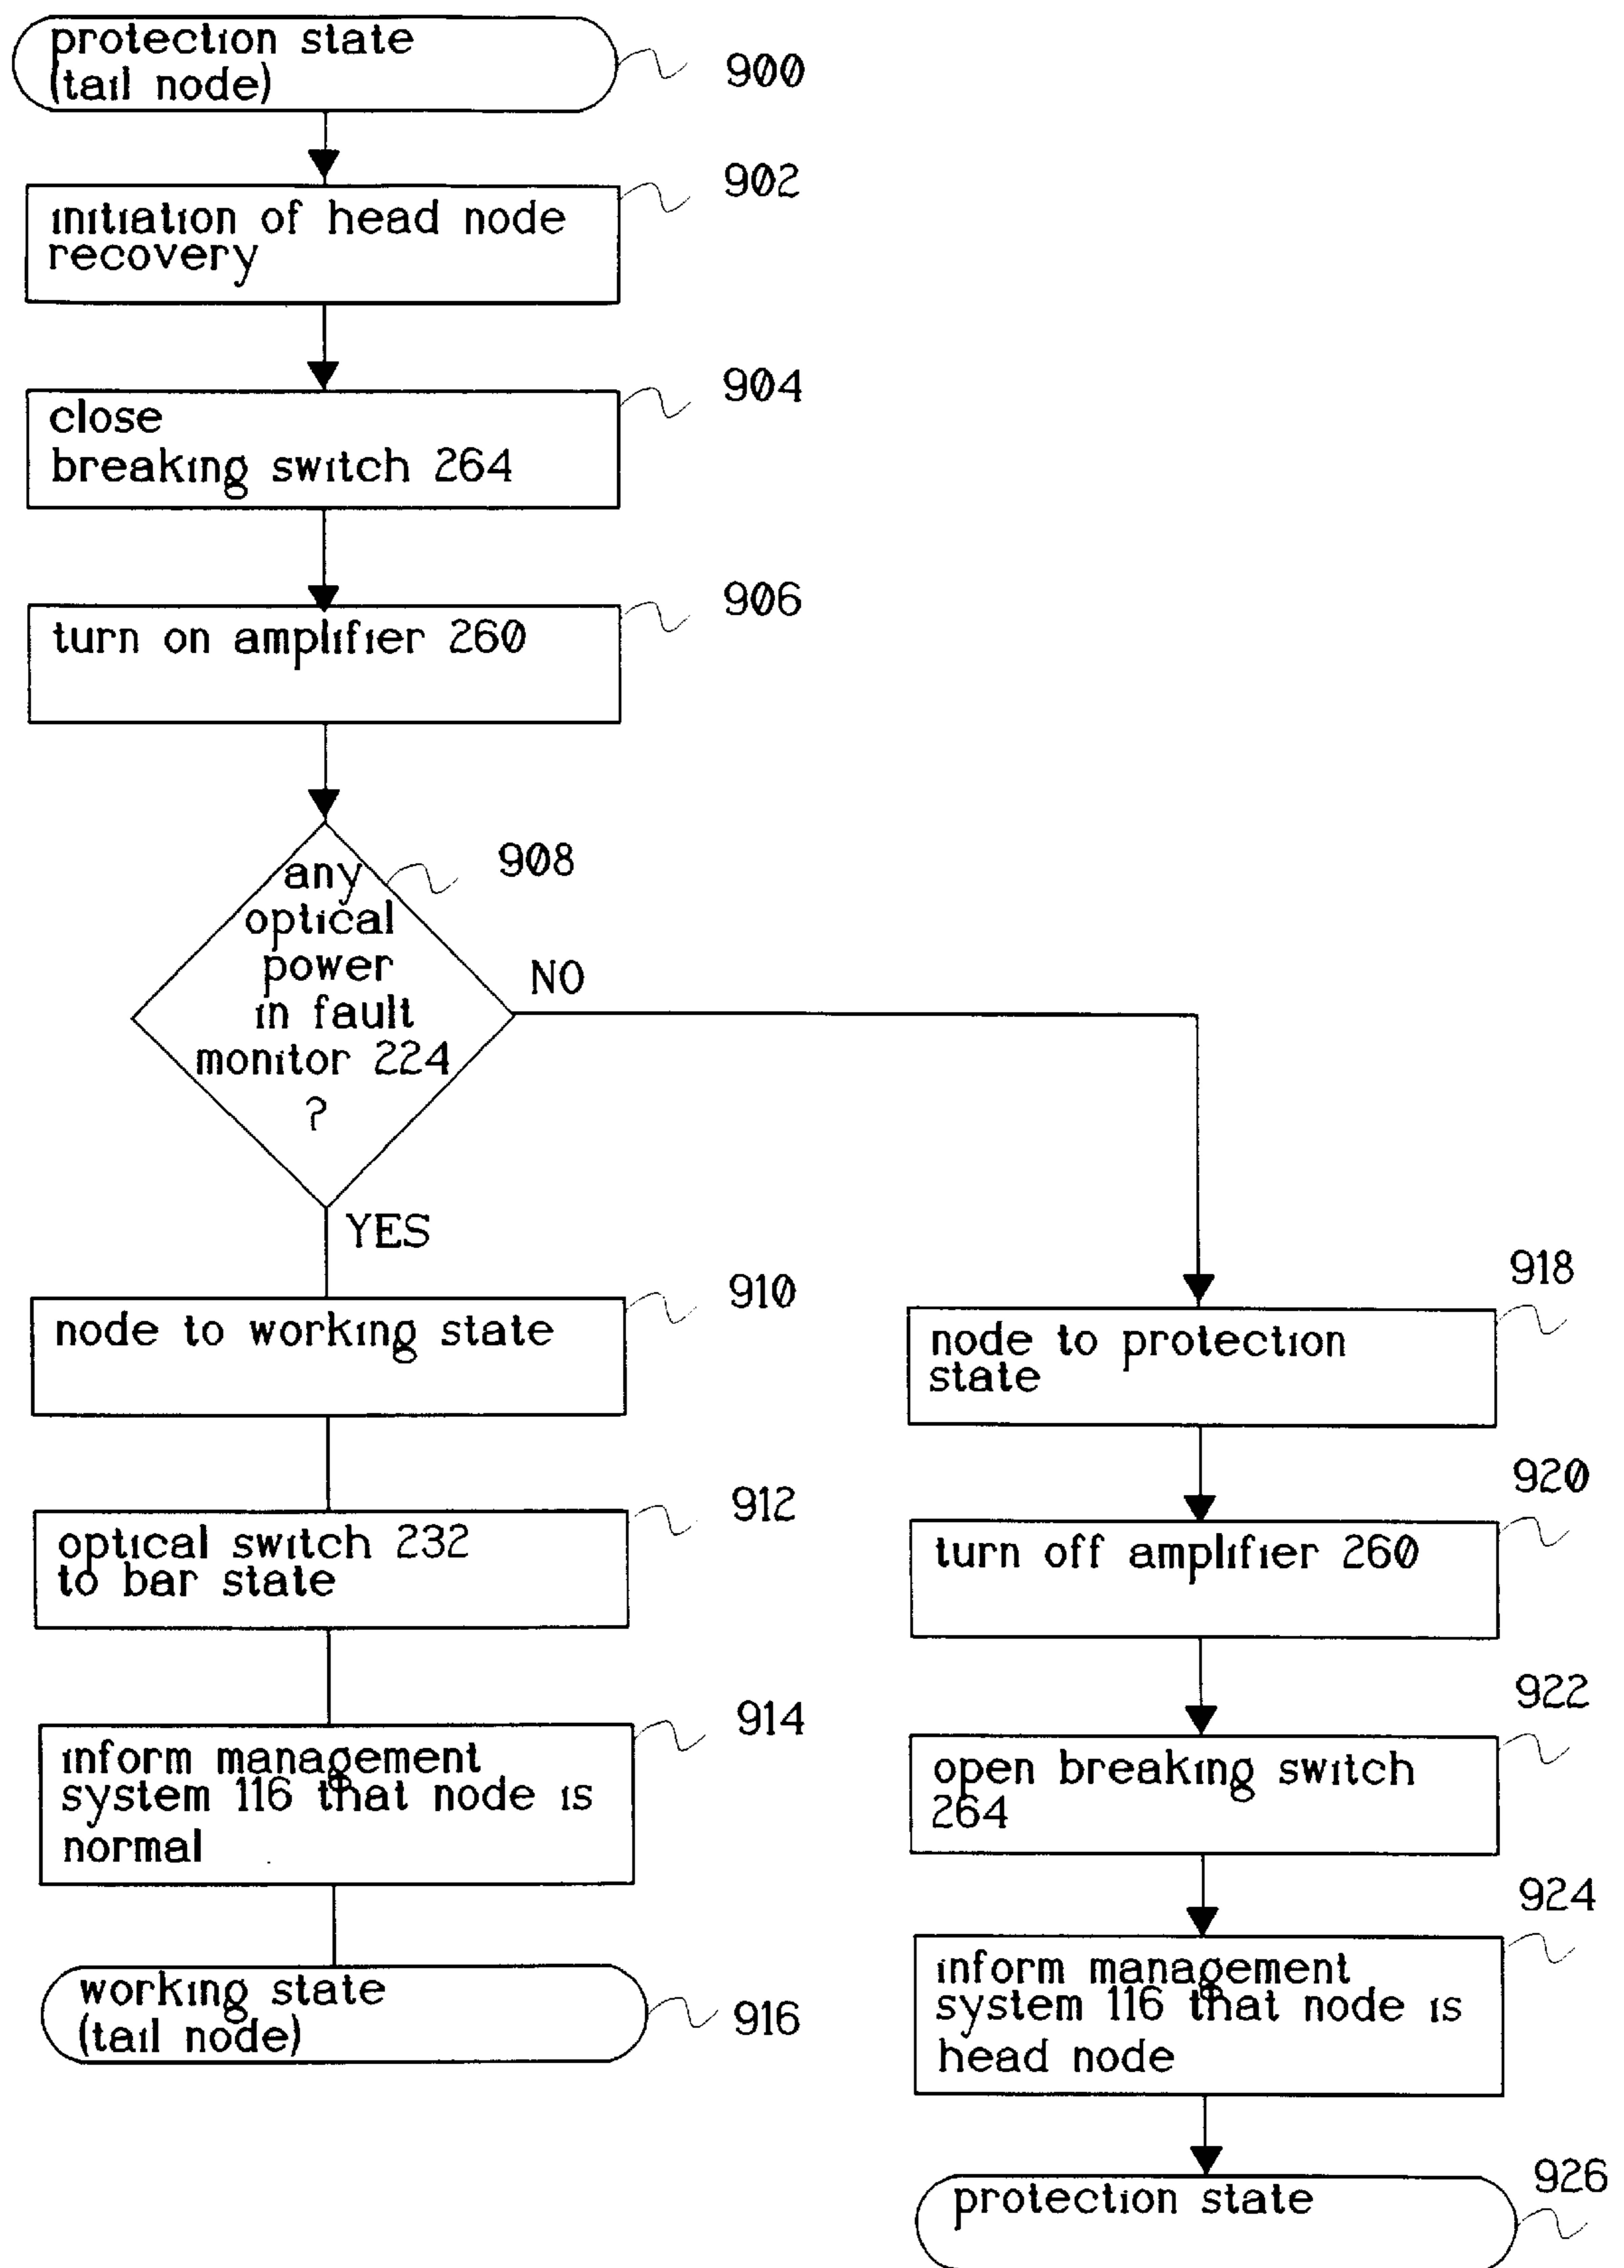 protection state
(tail node)
900
902
initiation of head node
recovery
904
close
breaking switch 264
906
turn on amplifier 260
908
any
optical
power
in fault
monitor 224
?
NO
YES
910
node to working state
912
optical switch 232
to bar state
914
inform management
system 116 that node is
normal
working state
(tail node)
916
918
node to protection
state
920
turn off amplifier 260
922
open breaking switch
264
924
inform management
system 116 that node is
head node
926
protection state